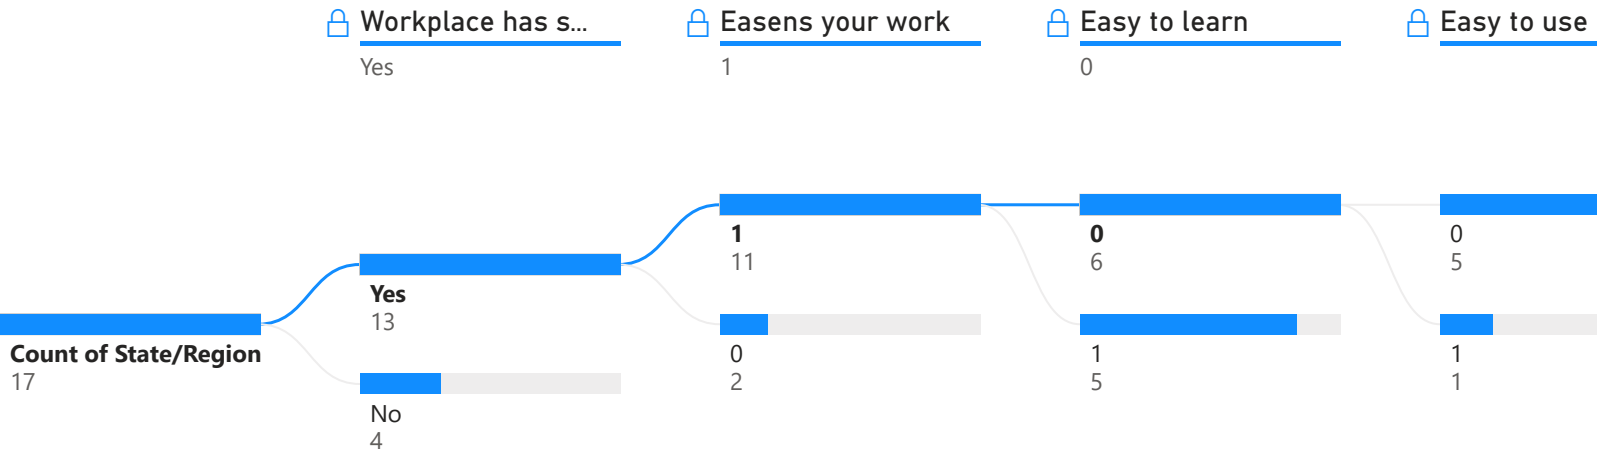 Workplace has s...
Easens your work
Easy to learn
Easy to use
Yes
1
0
1
11
0
6
0
5
Yes
13
Count of State/Region
17
0
2
1
5
1
1
No
4